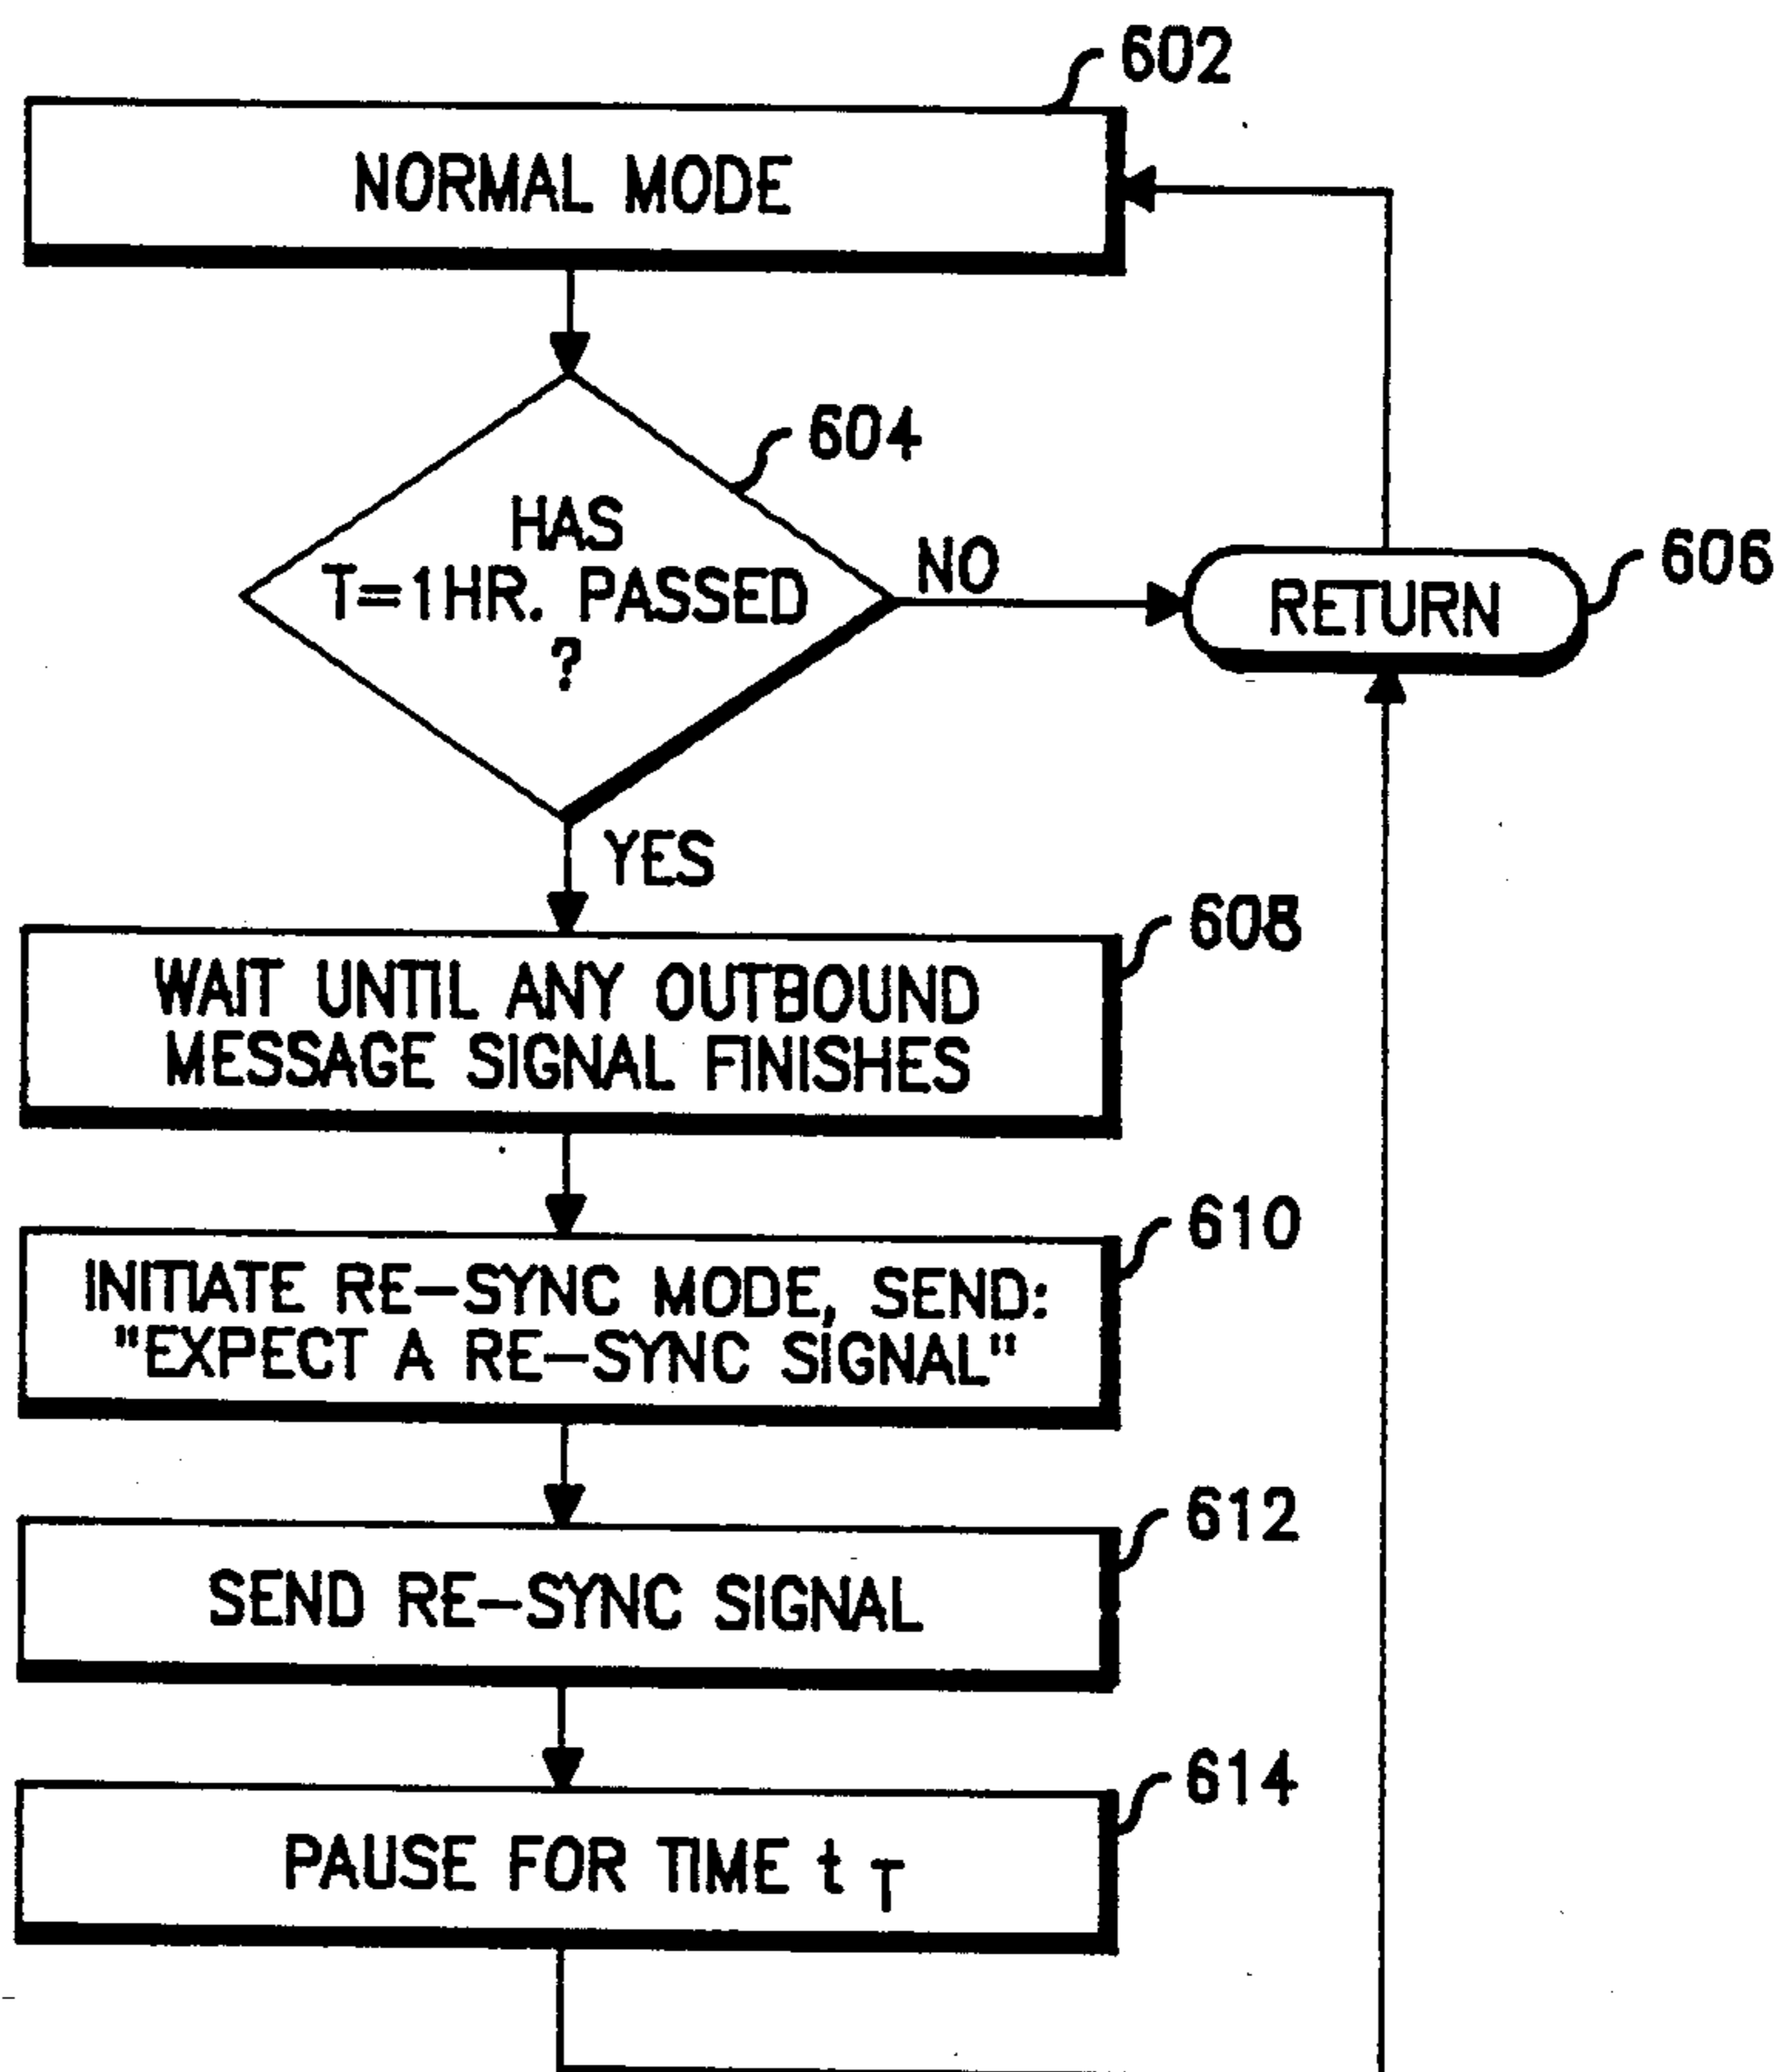 602
NORMAL MODE
604
HAS
T=1HR. PASSED
?
NO
RETURN
606
YES
608
WAIT UNTIL ANY OUTBOUND
MESSAGE SIGNAL FINISHES
610
INITIATE RE-SYNC MODE, SEND:
"EXPECT A RE-SYNC SIGNAL"
612
SEND RE-SYNC SIGNAL
614
PAUSE FOR TIME t T